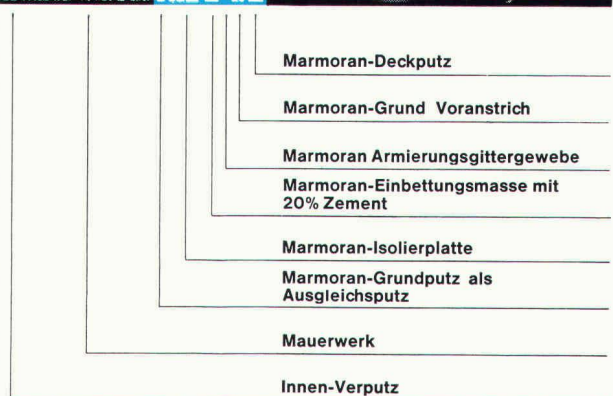 Marmoran-Deckputz
Marmoran-Grund Voranstrich
Marmoran Armierungsgittergewebe
Marmoran-Einbettungsmasse mit
20% Zement
Marmoran-Isolierplatte
Marmoran-Grundputz als
Ausgleichsputz
Mauerwerk
Innen-Verputz